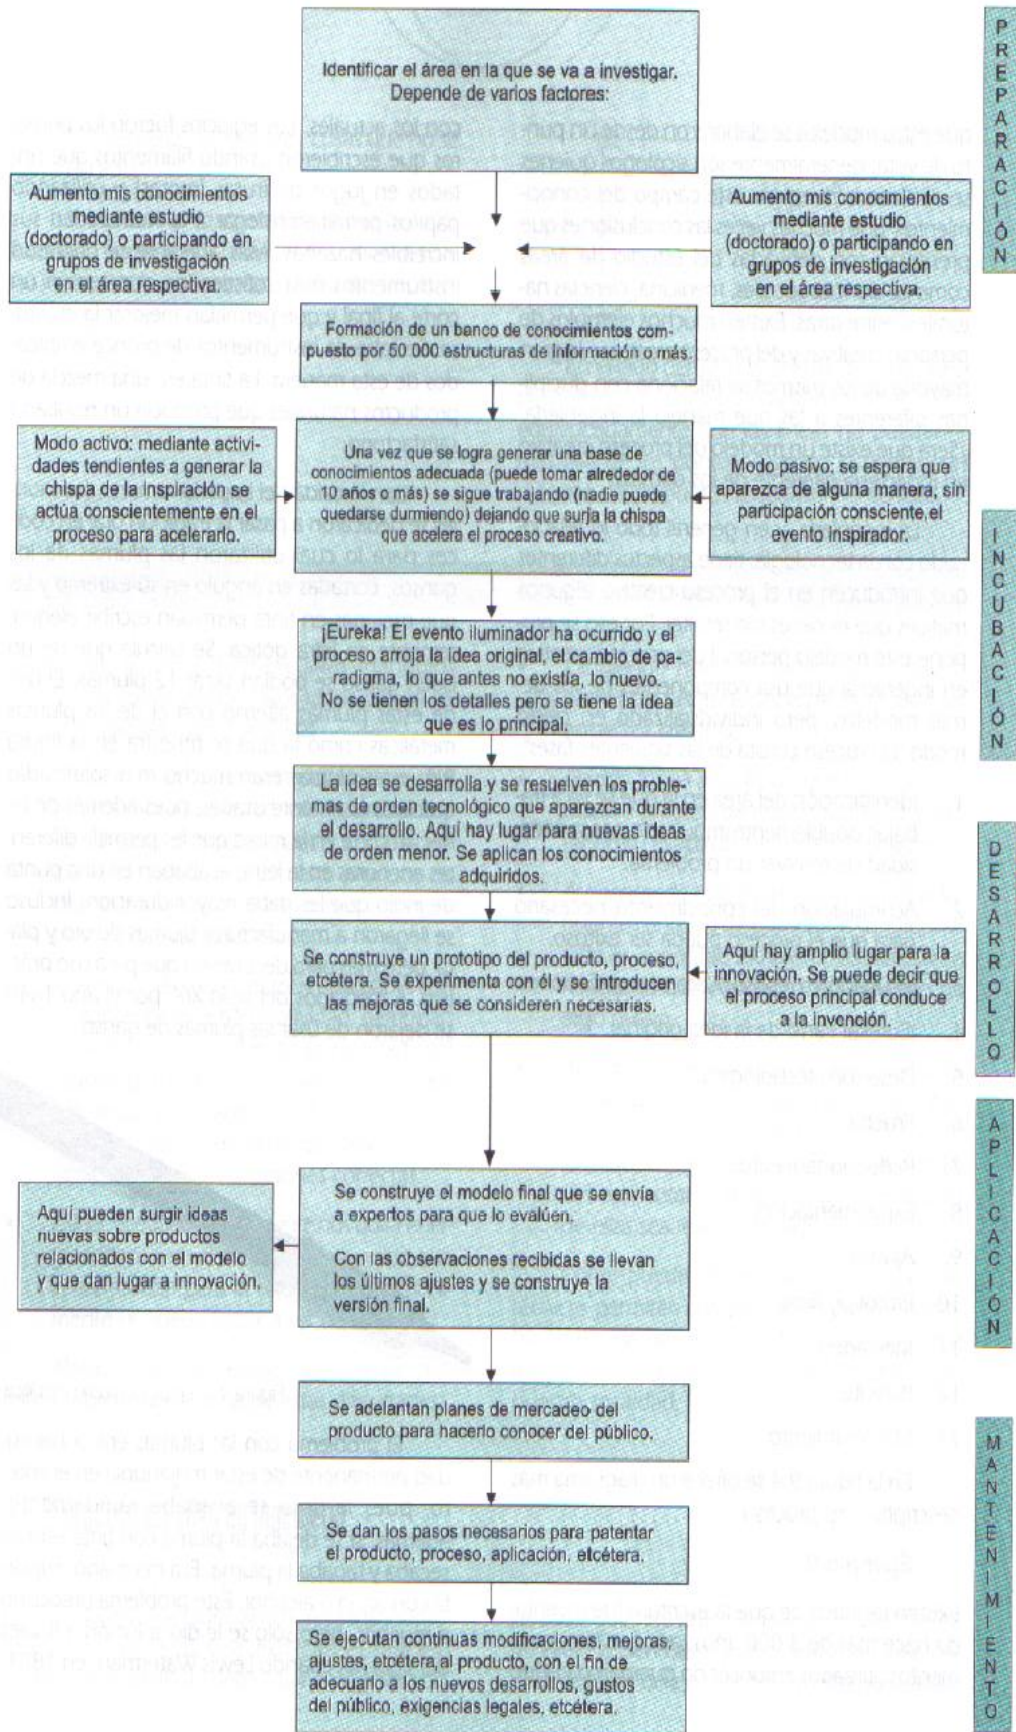 Identificar el área en la que se va a investigar.
Depende de varios factores:
Aumento mis conocimientos
mediante estudio
(doctorado) o participando en
grupos de investigación
en el área respectiva.
Aumento mis conocimientos
mediante estudio
(doctorado) o participando en
grupos de investigación
en el área respectiva.
Formación de un banco de conocimientos com-
puesto por 50.000 estructuras de información o más.
PREPARACIÓN
Modo activo: mediante activi-
dades tendientes a generar la
chispa de la inspiración se
actúa conscientemente en el
proceso para acelerarlo.
Una vez que se logra generar una base de
conocimientos adecuada (puede tomar alrededor de
10 años o más) se sigue trabajando (nadie puede
quedarse durmiendo) dejando que surja la chispa
que acelera el proceso creativo.
Modo pasivo: se espera que
aparezca de alguna manera, sin
participación consciente, el
evento inspirador.
¡Eureka! El evento iluminador ha ocurrido y el
proceso arroja la idea original, el cambio de pa-
radigma, lo que antes no existía, lo nuevo.
No se tienen los detalles pero se tiene la idea
que es lo principal.
INCUBACIÓN
La idea se desarrolla y se resuelven los proble-
mas de orden tecnológico que aparezcan durante
el desarrollo. Aquí hay lugar para nuevas ideas
de orden menor. Se aplican los conocimientos
adquiridos.
Se construye un prototipo del producto, proceso,
etcétera. Se experimenta con él y se introducen
las mejoras que se consideren necesarias.
Aquí hay amplio lugar para la
innovación. Se puede decir que
el proceso principal conduce
a la invención.
DESARROLLO
Aquí pueden surgir ideas
nuevas sobre productos
relacionados con el modelo
y que dan lugar a innovación.
Se construye el modelo final que se envía
a expertos para que lo evalúen.
Con las observaciones recibidas se llevan
los últimos ajustes y se construye la
versión final.
APLICACIÓN
Se adelantan planes de mercadeo del
producto para hacerlo conocer del público.
Se dan los pasos necesarios para patentar
el producto, proceso, aplicación, etcétera.
Se ejecutan continuas modificaciones, mejoras,
ajustes, etcétera,al producto, con el fin de
adecuarlo a los nuevos desarrollos, gustos
del público, exigencias legales, etcétera.
MANTENIMIENTO